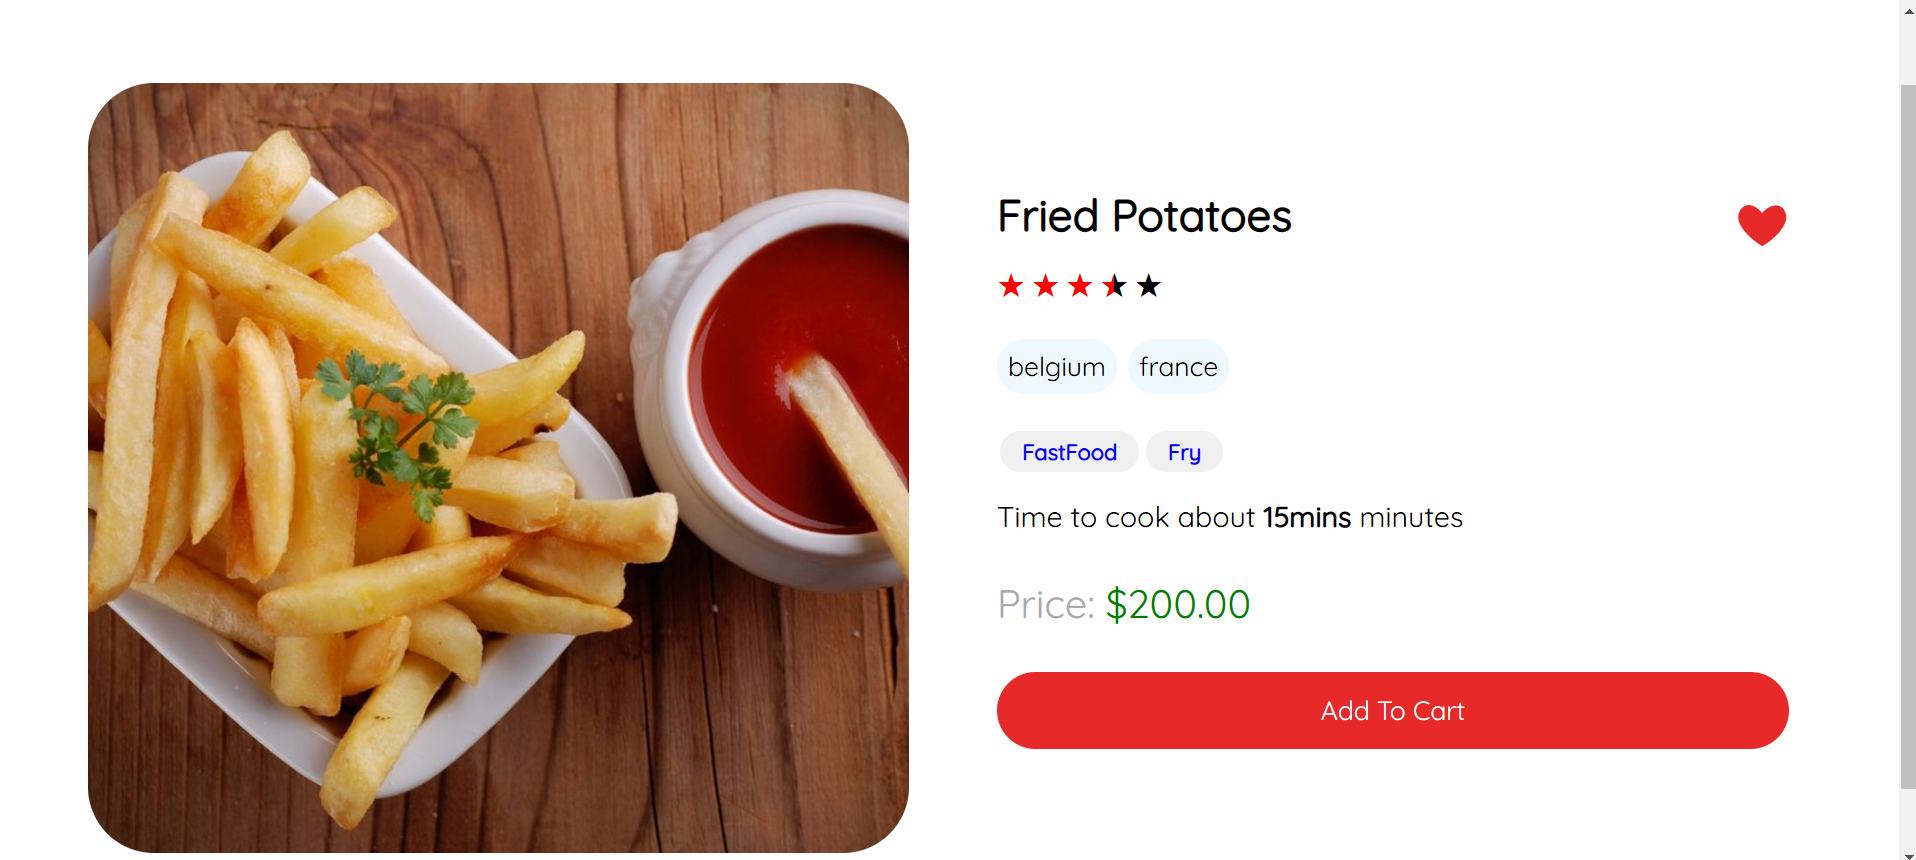 Fried Potatoes
belgium france
FastFood Fry
Time to cook about 15mins minutes
Price: $200.00
Add To Cart